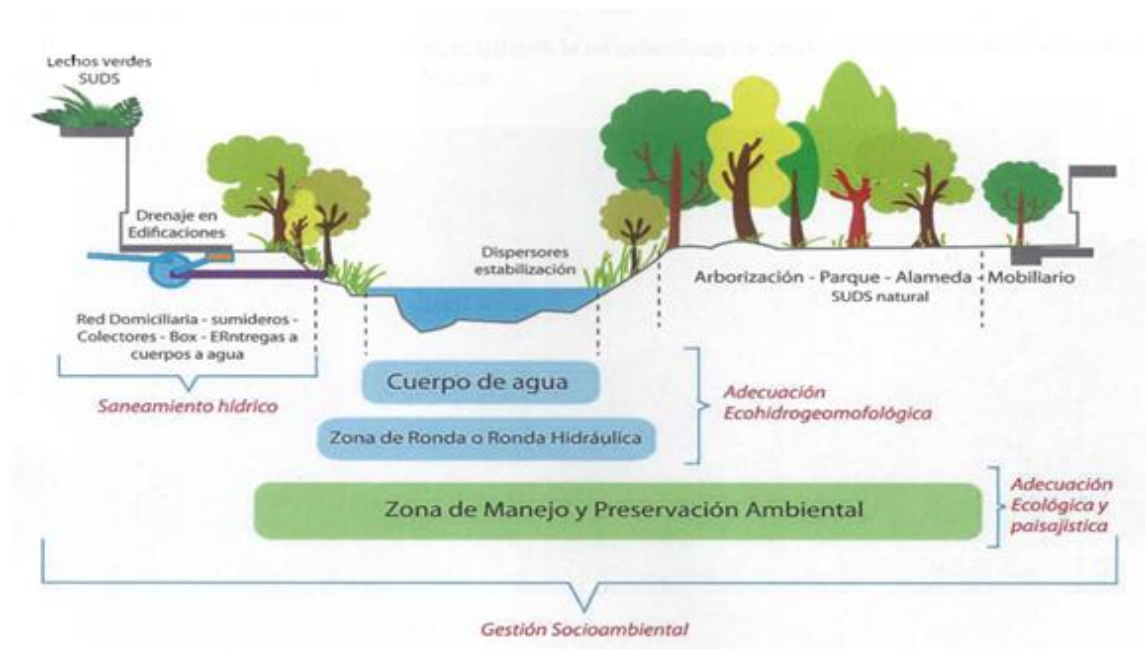 Lechos verdes
SUDS
Drenaje en
Edificaciones
Dispersores
estabilización
Arborización - Parque - Alameda - Mobiliario
SUDS natural
Red Domiciliaria - sumideros -
Colectores - Box - ERntregas a
cuerpos a agua
Saneamiento hídrico
Cuerpo de agua
Zona de Ronda o Ronda Hidráulica
Adecuación
Ecohidrogeomofológica
Zona de Manejo y Preservación Ambiental
Adecuación
Ecológica y
paisajistica
Gestión Socioambiental